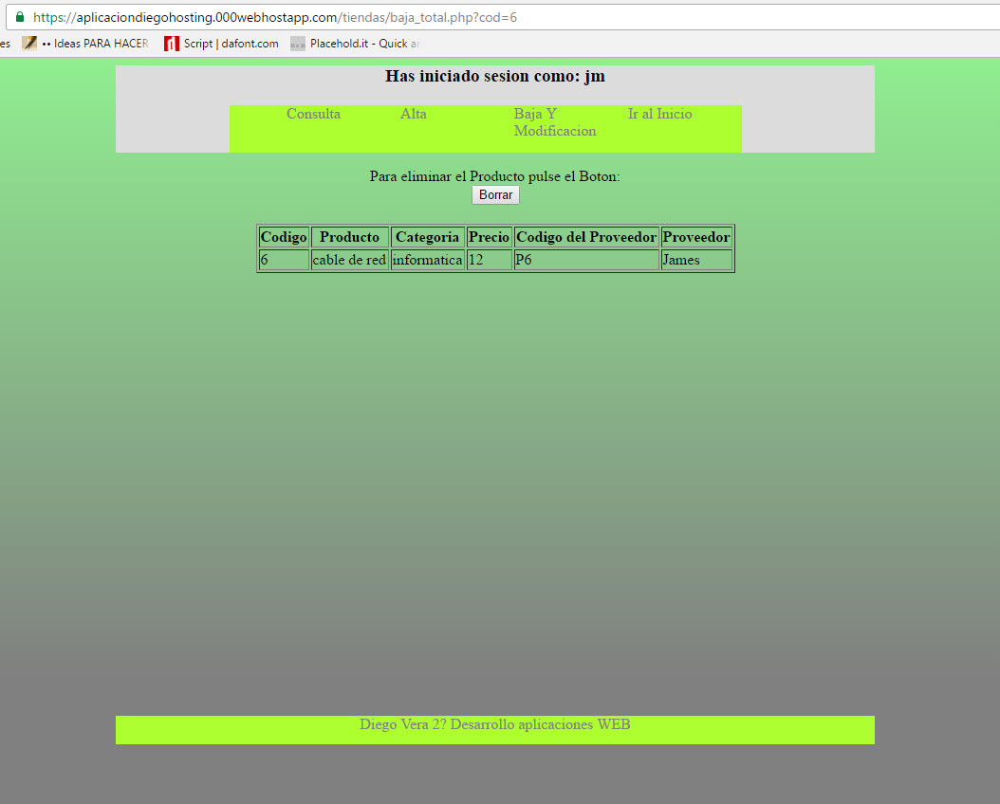 https://aplicaciondiegohosting.000webhostapp.com/tiendas/baja_total.php?cod=6
es •• Ideas PARA HACER Script | dafont.com Placehold.it - Quick ar
Has iniciado sesion como: jm
Consulta Alta Baja Y Ir al Inicio
Modificacion
Para eliminar el Producto pulse el Boton:
Borrar
Codigo Producto Categoria Precio Codigo del Proveedor Proveedor
6 cable de red informatica 12 P6 James
Diego Vera 2? Desarrollo aplicaciones WEB